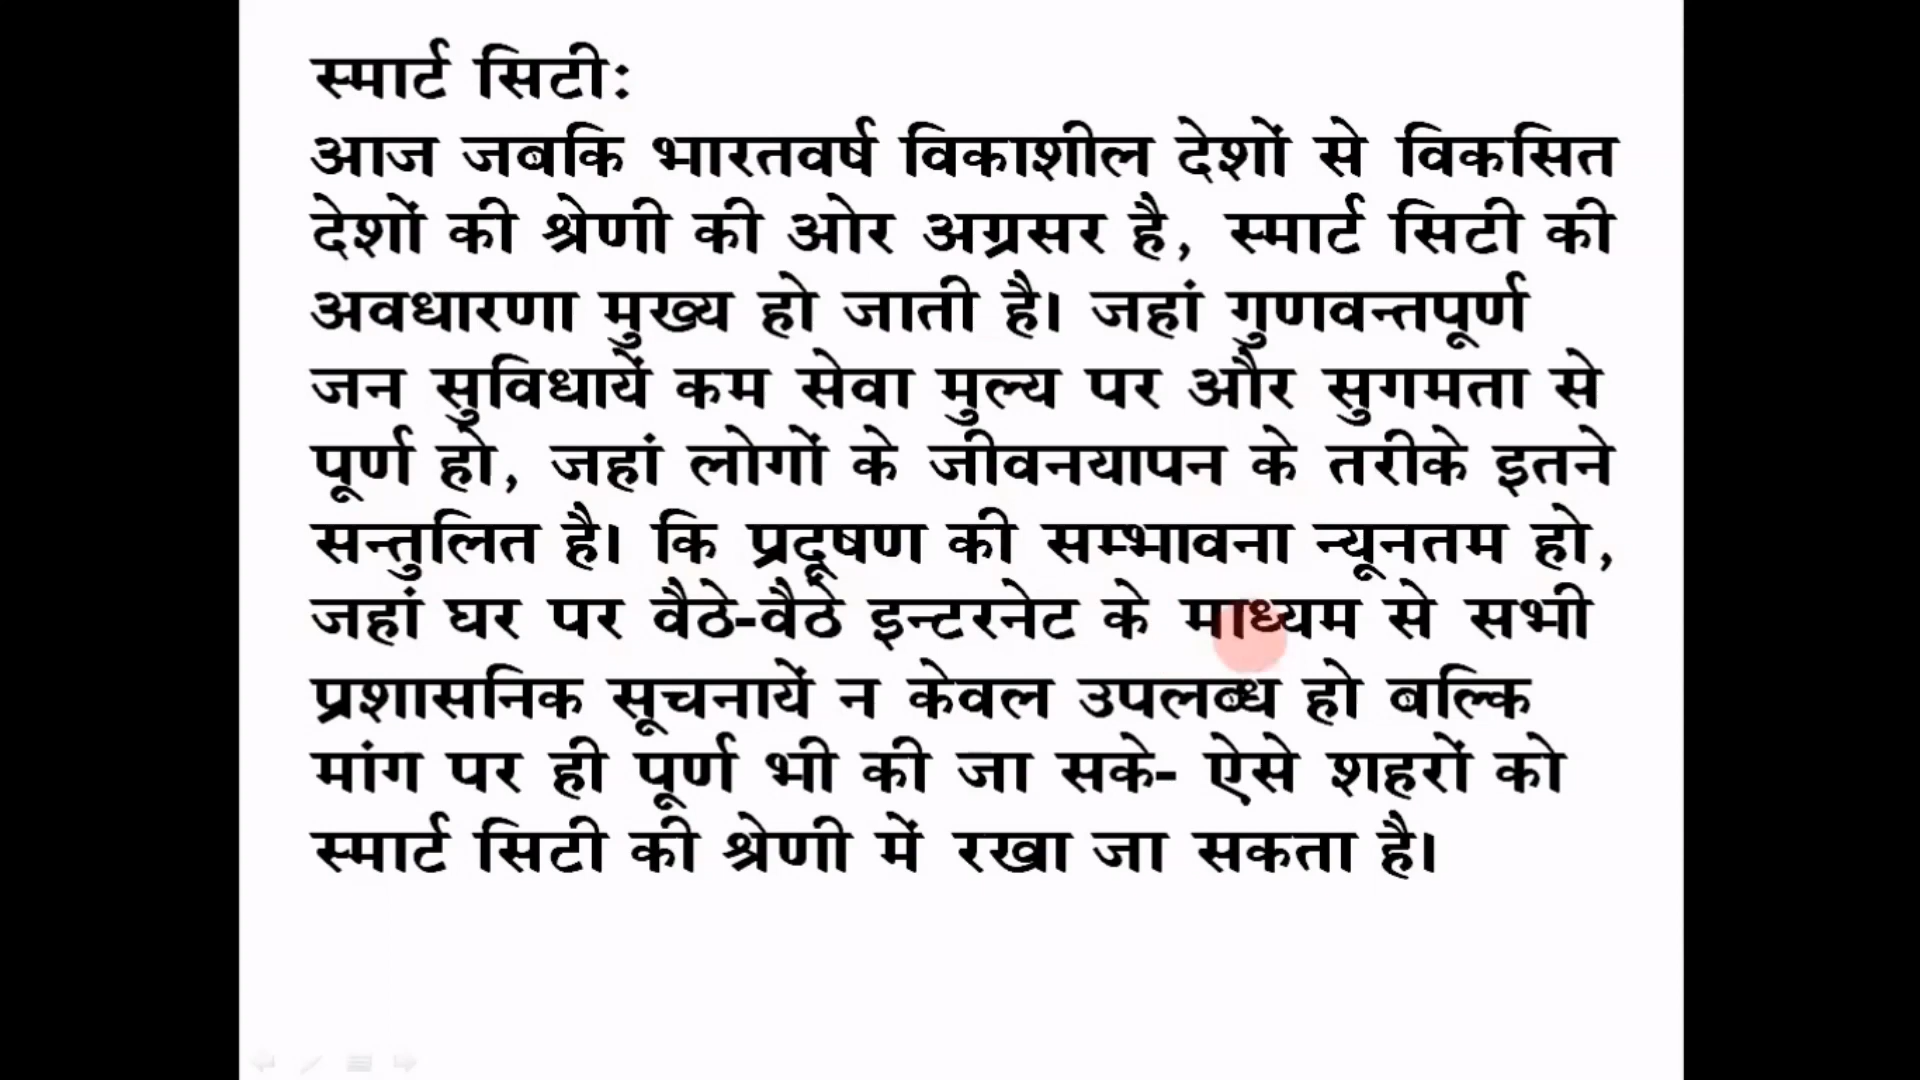 स्मार्ट सिटी:
आज जबकि भारतवर्ष विकाशील देशों से विकसित
देशों की श्रेणी की ओर अग्रसर है, स्मार्ट सिटी की
अवधारणा मुख्य हो जाती है। जहां गुणवन्तपूर्ण
जन सुविधायें कम सेवा मुल्य पर और सुगमता से
पूर्ण हो, जहां लोगों के जीवनयापन के तरीके इतने
सन्तुलित है। कि प्रदूषण की सम्भावना न्यूनतम हो,
जहां घर पर वैठे-वैठे इन्टरनेट के माध्यम से सभी
प्रशासनिक सूचनायें न केवल उपलब्ध हो बल्कि
मांग पर ही पूर्ण भी की जा सके- ऐसे शहरों को
स्मार्ट सिटी की श्रेणी में रखा जा सकता है।